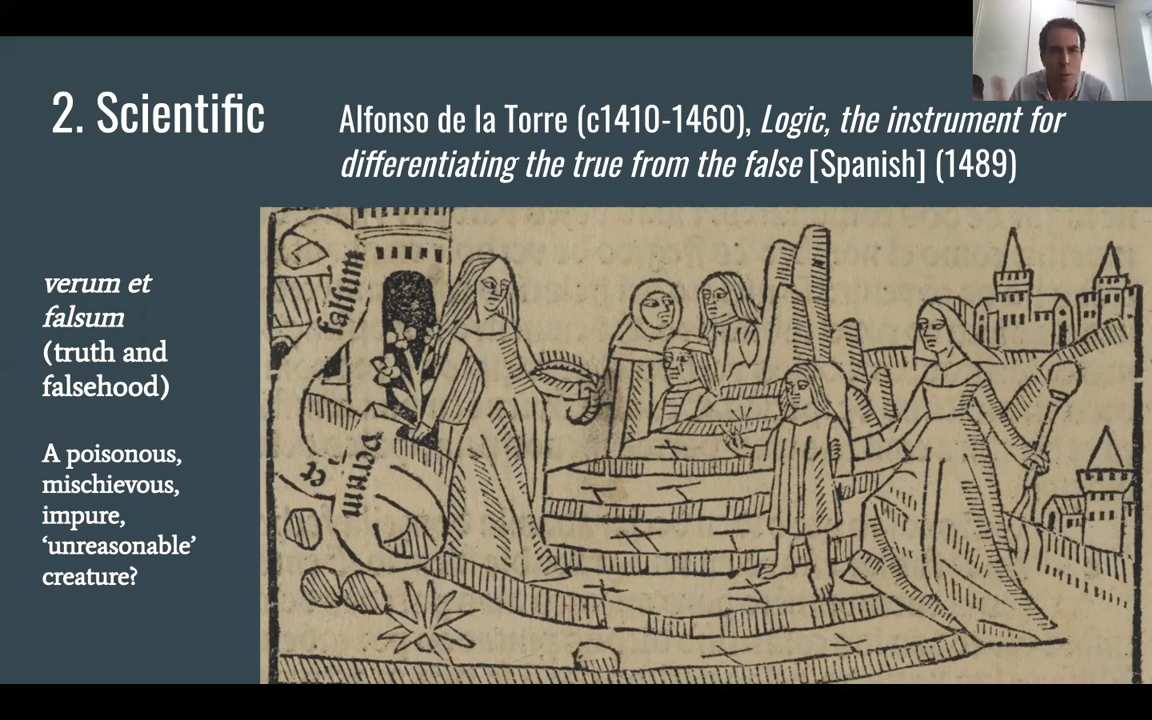 2. Scientific
Alfonso de la Torre (c1410-1460), Logic, the instrument for
differentiating the true from the false [Spanish] (1489)
verum et
falsum
(truth and
falsehood)
A poisonous,
mischievous,
impure,
‘unreasonable’
creature?
falsum
et
verum